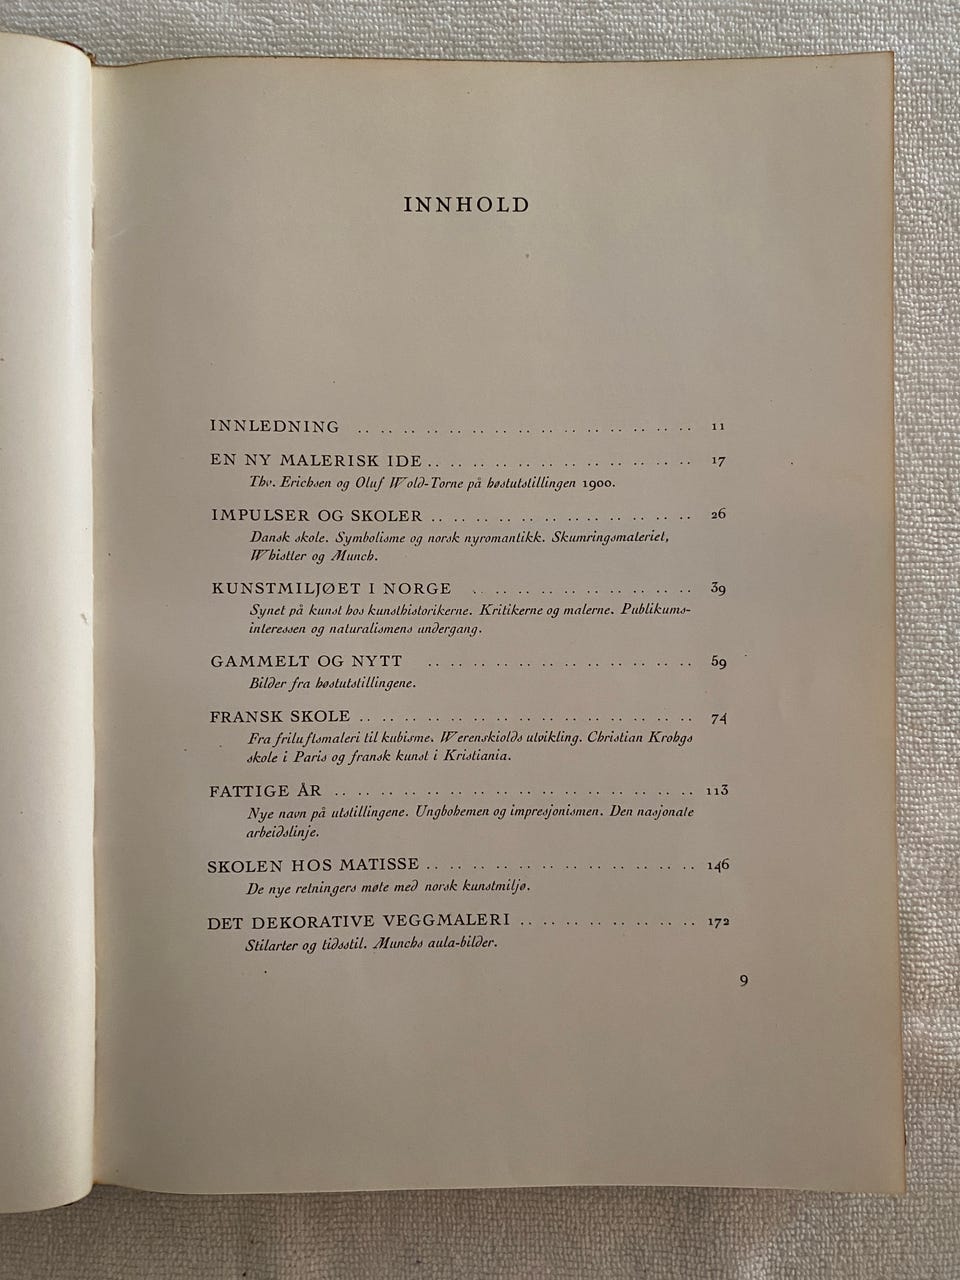 INNHOLD
INNLEDNING .. .. .. .. .. .. .. .. .. .. .. .. .. .. .. 11
EN NY MALERISK IDE .. .. .. .. .. .. .. .. .. .. .. .. 17
Thv. Erichsen og Oluf Wold-Torne på høstutstillingen 1900.
IMPULSER OG SKOLER .. .. .. .. .. .. .. .. .. .. .. .. 26
Dansk skole. Symbolisme og norsk nyromantikk. Skumringsmaleriet,
Whistler og Munch.
KUNSTMILJØET I NORGE .. .. .. .. .. .. .. .. .. .. 39
Synet på kunst hos kunsthistorikerne. Kritikerne og malerne. Publikums-
interessen og naturalismens undergang.
GAMMELT OG NYTT .. .. .. .. .. .. .. .. .. .. .. .. 59
Bilder fra høstutstillingene.
FRANSK SKOLE .. .. .. .. .. .. .. .. .. .. .. .. .. .. .. 74
Fra friluftsmaleri til kubisme. Werenskiolds utvikling. Christian Krohgs
skole i Paris og fransk kunst i Kristiania.
FATTIGE ÅR .. .. .. .. .. .. .. .. .. .. .. .. .. .. .. .. 113
Nye navn på utstillingene. Ungbohemen og impresjonismen. Den nasjonale
arbeidslinje.
SKOLEN HOS MATISSE .. .. .. .. .. .. .. .. .. .. .. .. 146
De nye retningers møte med norsk kunstmiljø.
DET DEKORATIVE VEGGMALERI .. .. .. .. .. .. .. .. 172
Stilarter og tidsstil. Munchs aula-bilder.
9